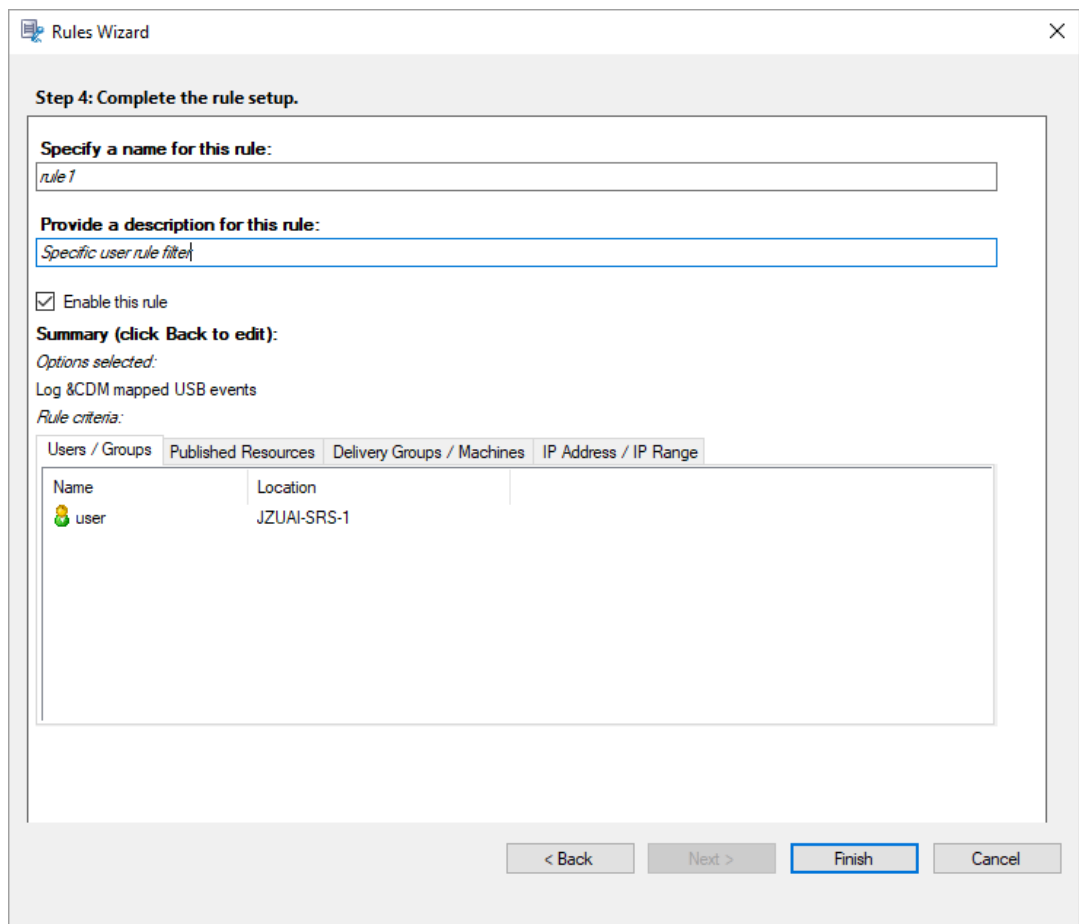 Rules Wizard
Step 4: Complete the rule setup.
Specify a name for this rule:
rule1
Provide a description for this rule:
Specific user rule filter
Enable this rule
Summary (click Back to edit):
Options selected:
Log &CDM mapped USB events
Rule criteria:
Users / Groups Published Resources Delivery Groups / Machines IP Address / IP Range
Name Location
user JZUAI-SRS-1
< Back Next > Finish Cancel